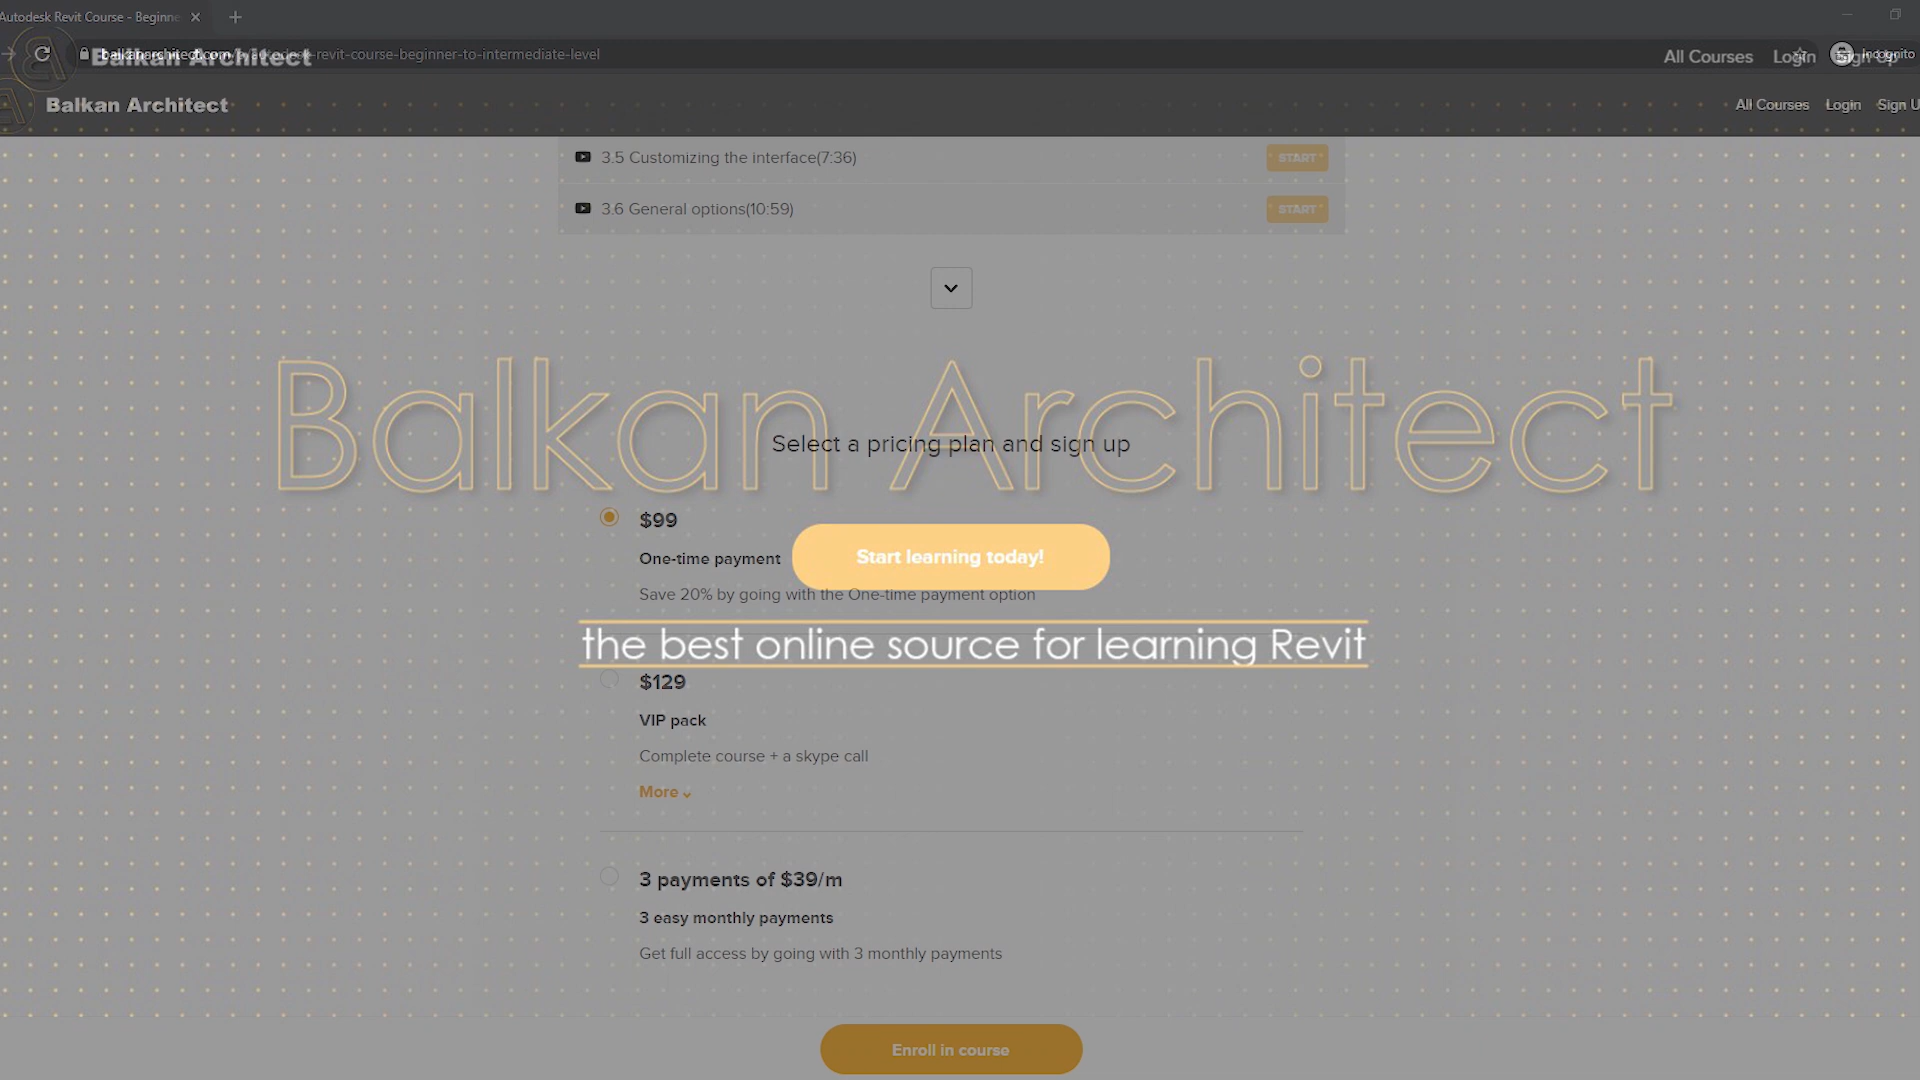 Autodesk Revit Course - Beginne
balkanarchitect.com/p/autodesk-revit-course-beginner-to-intermediate-level
Incognito
Balkan Architect
All Courses Login Sign Up
Balkan Architect
All Courses Login Sign U
3.5 Customizing the interface(7:36)
START
3.6 General options(10:59)
START
Balkan Architect
Select a pricing plan and sign up
$99
One-time payment
Start learning today!
Save 20% by going with the One-time payment option
the best online source for learning Revit
$129
VIP pack
Complete course + a skype call
More
3 payments of $39/m
3 easy monthly payments
Get full access by going with 3 monthly payments
Enroll in course